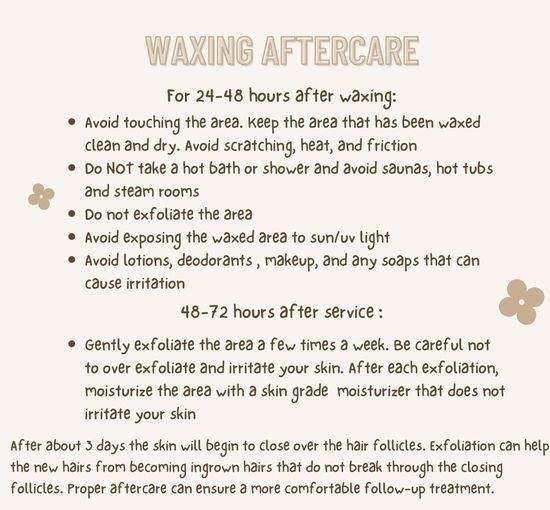 WAXING AFTERCARE
For 24-48 hours after waxing:
• Avoid touching the area. Keep the area that has been waxed
clean and dry. Avoid scratching, heat, and friction
• Do NOT take a hot bath or shower and avoid saunas, hot tubs
and steam rooms
• Do not exfoliate the area
• Avoid exposing the waxed area to sun/uv light
• Avoid lotions, deodorants , makeup, and any soaps that can
cause irritation
48-72 hours after service :
• Gently exfoliate the area a few times a week. Be careful not
to over exfoliate and irritate your skin. After each exfoliation,
moisturize the area with a skin grade moisturizer that does not
irritate your skin
After about 3 days the skin will begin to close over the hair follicles. Exfoliation can help
the new hairs from becoming ingrown hairs that do not break through the closing
follicles. Proper aftercare can ensure a more comfortable follow-up treatment.